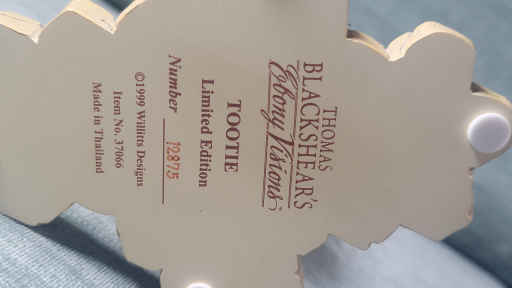 THOMAS
BLACKSHEAR'S
Ebony Visions
TOOTIE
Limited Edition
Number 12875
©1999 Willitts Designs
Item No. 37066
Made in Thailand